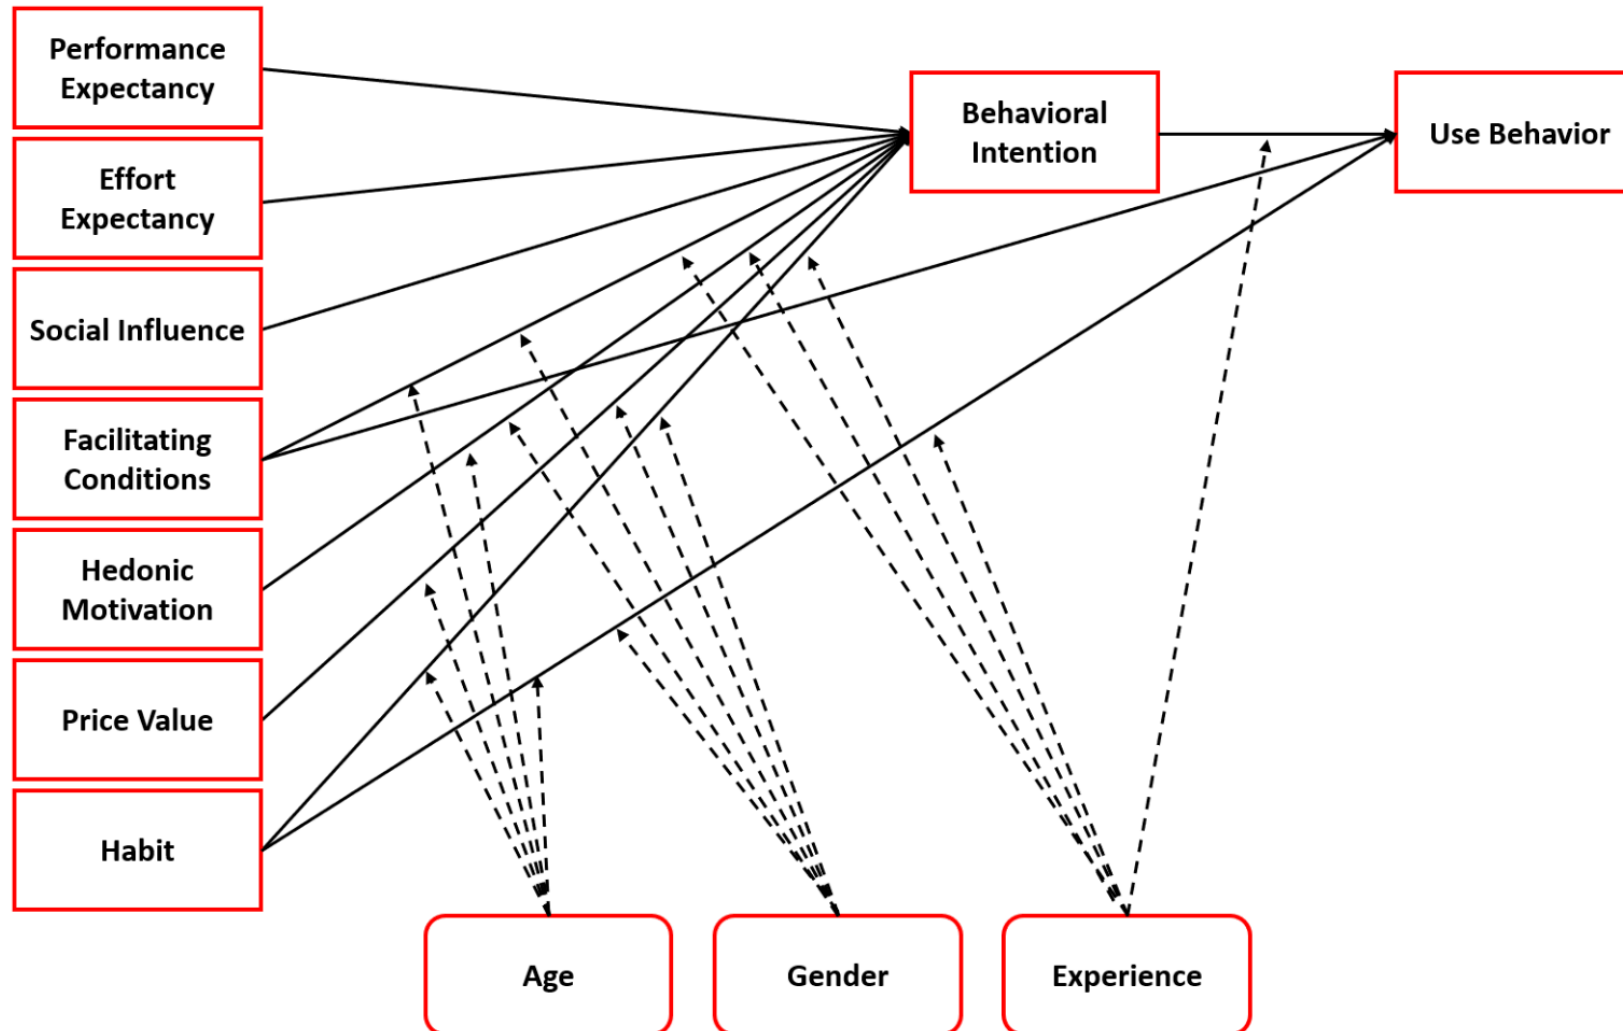 Performance
Expectancy
Effort
Expectancy
Social Influence
Facilitating
Conditions
Hedonic
Motivation
Price Value
Habit
Behavioral
Intention
Use Behavior
Age
Gender
Experience